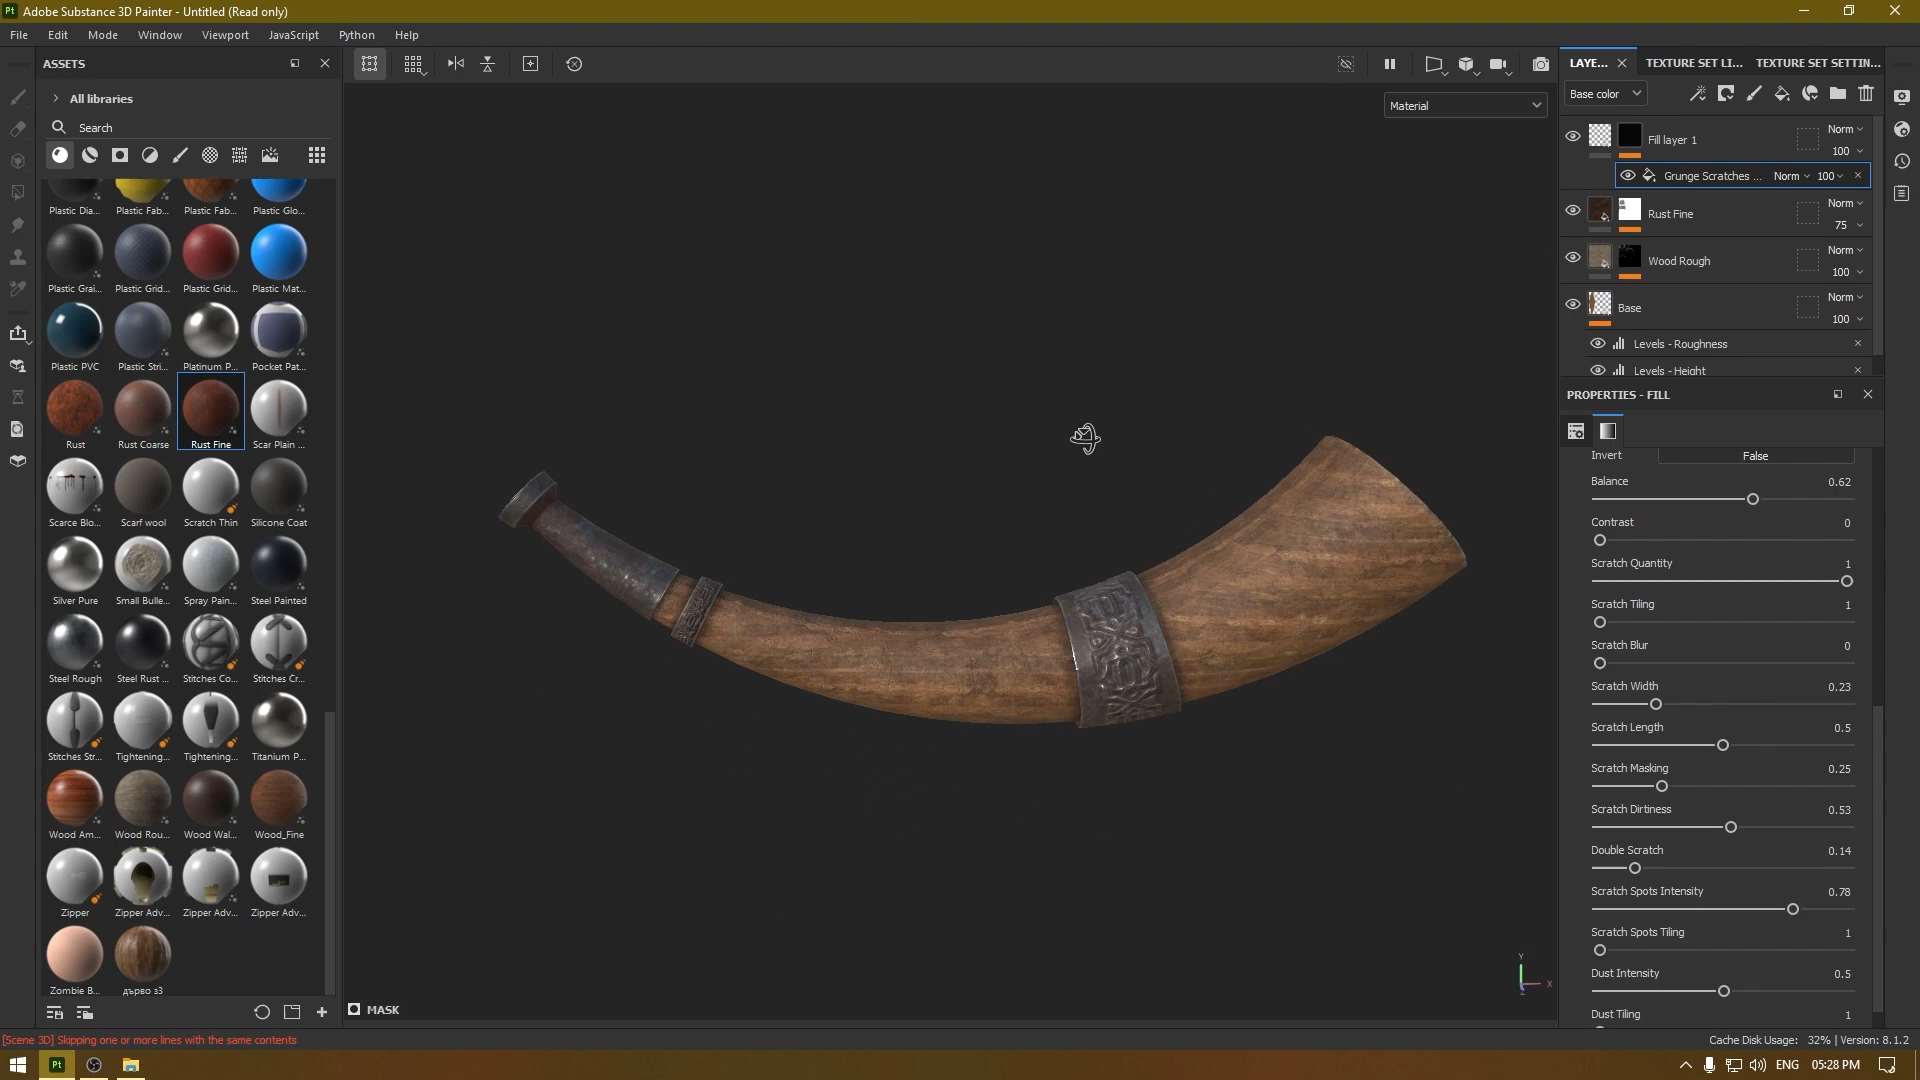 Pt Adobe Substance 3D Painter - Untitled (Read only)
File Edit Mode Window Viewport JavaScript Python Help
ASSETS
All libraries
Search
Plastic Dia... Plastic Fab... Plastic Fab... Plastic Glo...
Plastic Grai... Plastic Grid... Plastic Grid... Plastic Mat...
Plastic PVC Plastic Stri... Platinum P... Pocket Pat...
Rust Rust Coarse Rust Fine Scar Plain ...
Scarce Blo... Scarf wool Scratch Thin Silicone Coat
Silver Pure Small Bulle... Spray Pain... Steel Painted
Steel Rough Steel Rust ... Stitches Co... Stitches Cr...
Stitches Str... Tightening... Tightening... Titanium P...
Wood Am... Wood Rou... Wood Wal... Wood_Fine
Zipper Zipper Adv... Zipper Adv... Zipper Adv...
Zombie B... дърво з3
Material
MASK
Y
X
Z
LAYE... TEXTURE SET LI... TEXTURE SET SETTIN...
Base color
Fill layer 1 Norm
100
Grunge Scratches ... Norm 100
Rust Fine Norm
75
Wood Rough Norm
100
Base Norm
100
Levels - Roughness
Levels - Height
PROPERTIES - FILL
Invert False
Balance 0.62
Contrast 0
Scratch Quantity 1
Scratch Tiling 1
Scratch Blur 0
Scratch Width 0.23
Scratch Length 0.5
Scratch Masking 0.25
Scratch Dirtiness 0.53
Double Scratch 0.14
Scratch Spots Intensity 0.78
Scratch Spots Tiling 1
Dust Intensity 0.5
Dust Tiling 1
[Scene 3D] Skipping one or more lines with the same contents
Cache Disk Usage: 32% | Version: 8.1.2
Pt
ENG 05:28 PM